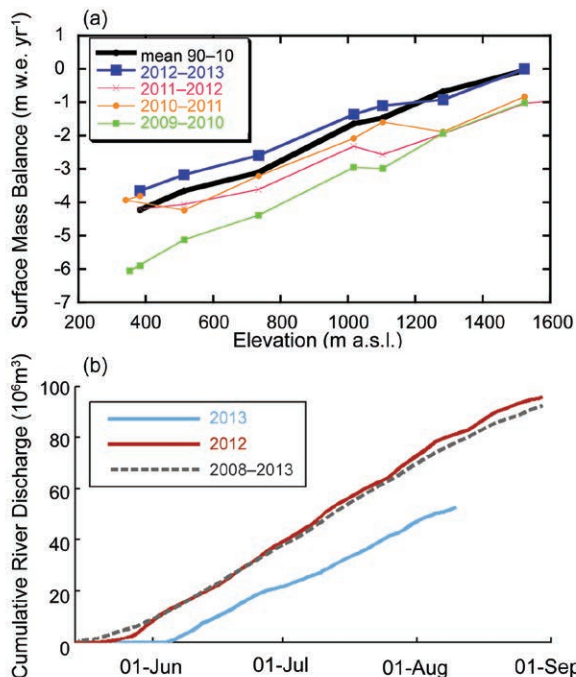 (a)
Surface Mass Balance (m w.e. yr⁻¹)
1
0
-1
-2
-3
-4
-5
-6
-7
mean 90–10
2012–2013
2011–2012
2010–2011
2009–2010
200 400 600 800 1000 1200 1400 1600
Elevation (m a.s.l.)
(b)
Cumulative River Discharge (10⁶m³)
100
80
60
40
20
0
2013
2012
2008–2013
01-Jun 01-Jul 01-Aug 01-Sep